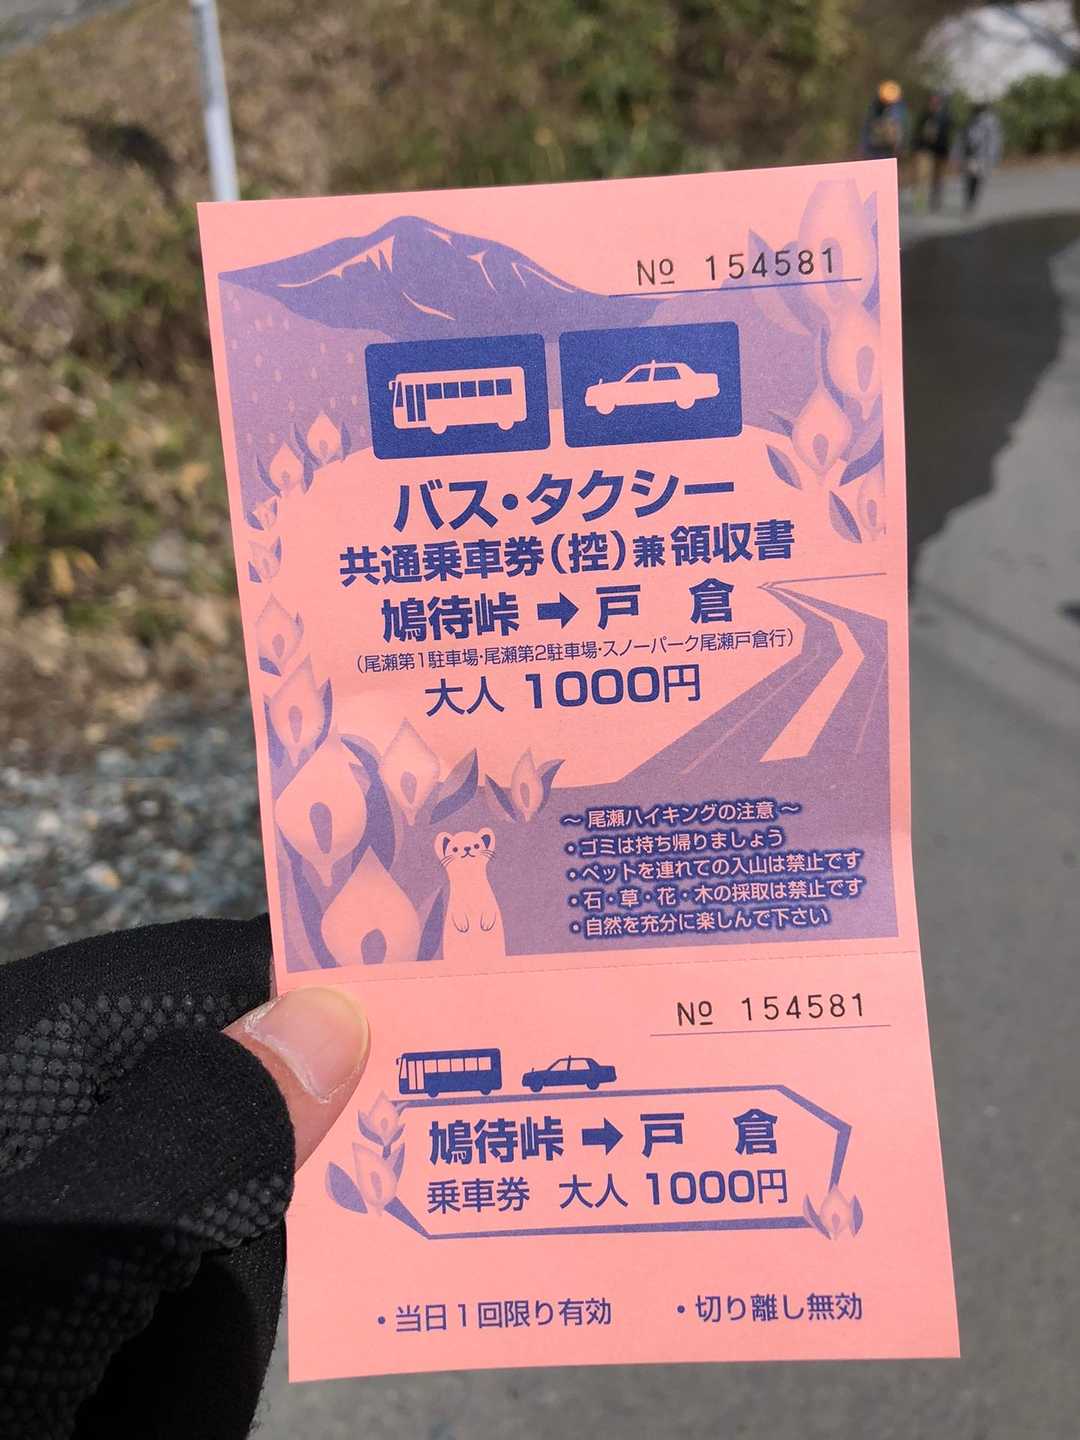 № 154581
バス・タクシー
共通乗車券(控)兼領収書
鳩待峠➡戸 倉
(尾瀬第1駐車場・尾瀬第2駐車場・スノーパーク尾瀬戸倉行)
大人 1000円
～ 尾瀬ハイキングの注意 ～
・ゴミは持ち帰りましょう
・ペットを連れての入山は禁止です
・石・草・花・木の採取は禁止です
・自然を充分に楽しんで下さい
№ 154581
鳩待峠➡戸 倉
乗車券 大人 1000円
・当日1回限り有効 ・切り離し無効